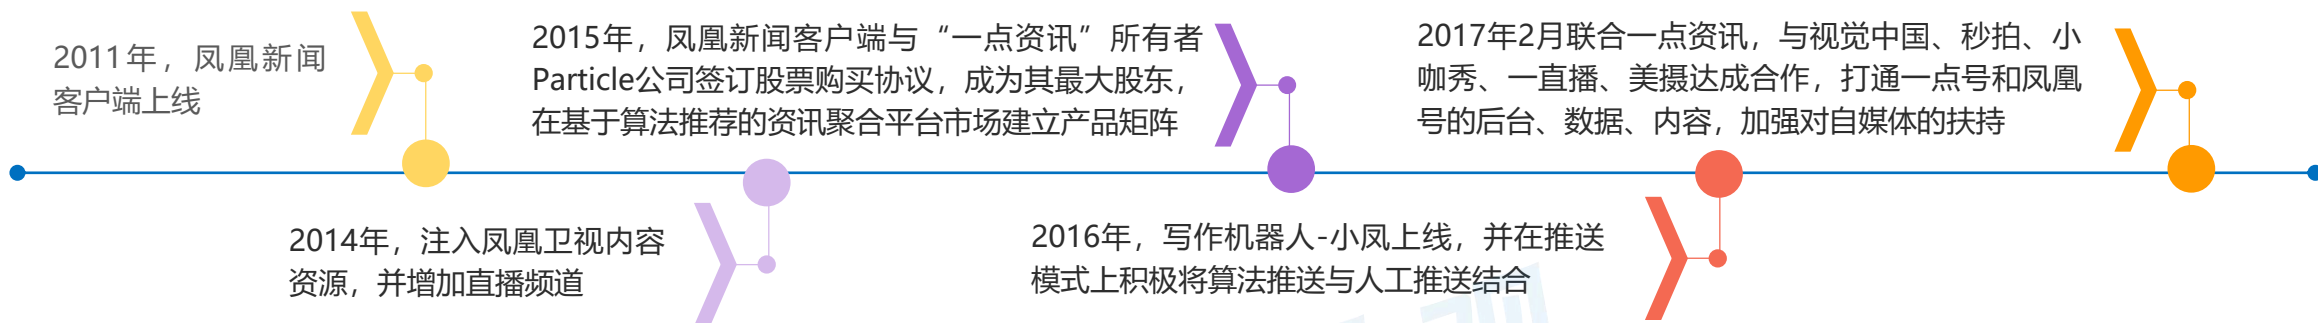 2011年，凤凰新闻
客户端上线
2014年，注入凤凰卫视内容
资源，并增加直播频道
2015年，凤凰新闻客户端与“一点资讯”所有者
Particle公司签订股票购买协议，成为其最大股东，
在基于算法推荐的资讯聚合平台市场建立产品矩阵
2016年，写作机器人-小凤上线，并在推送
模式上积极将算法推送与人工推送结合
2017年2月联合一点资讯，与视觉中国、秒拍、小
咖秀、一直播、美摄达成合作，打通一点号和凤凰
号的后台、数据、内容，加强对自媒体的扶持